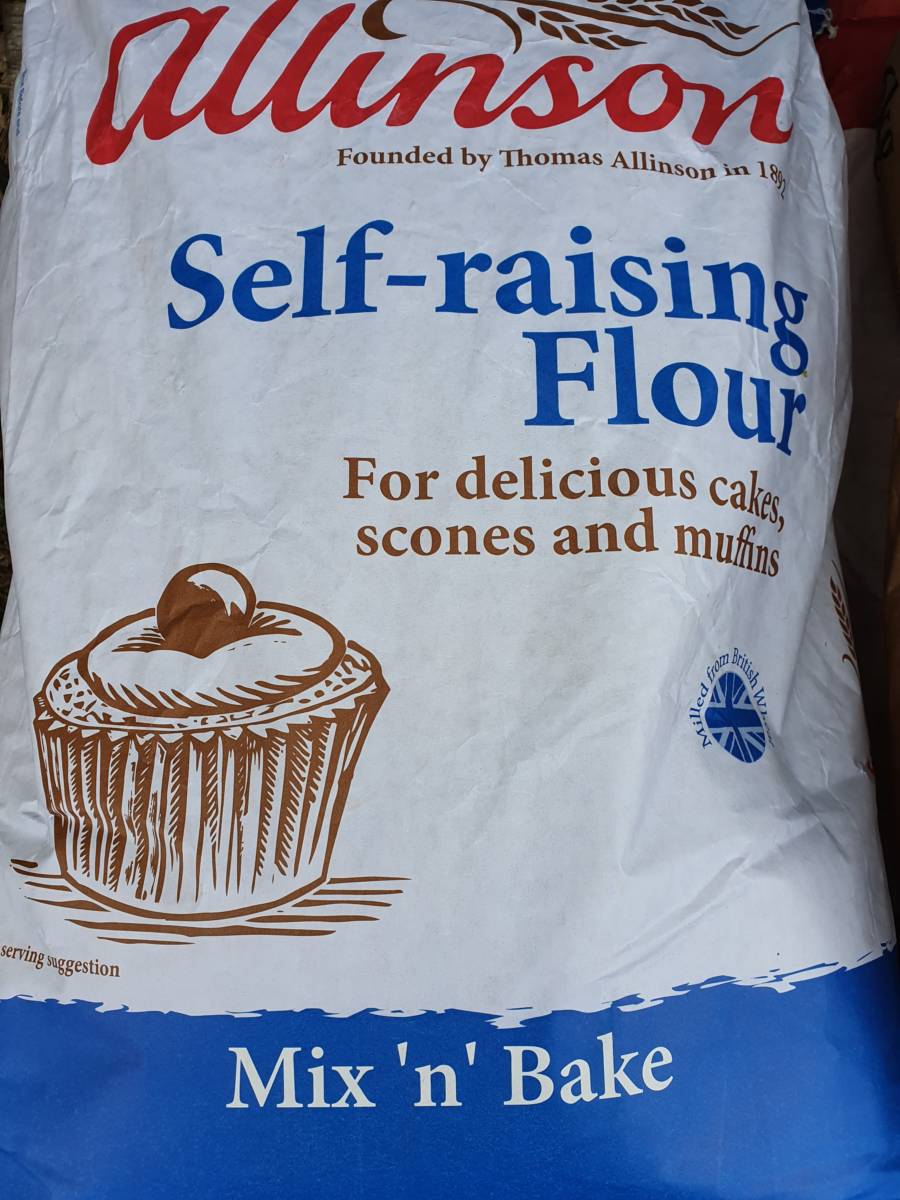 allinson
Founded by Thomas Allinson in 1892
Self-raising
Flour
For delicious cakes,
scones and muffins
Milled from British
serving suggestion
Mix 'n' Bake